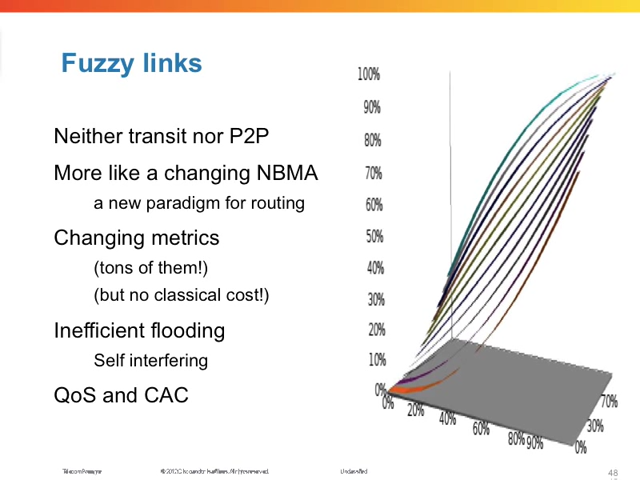 Fuzzy links
Neither transit nor P2P
More like a changing NBMA
a new paradigm for routing
Changing metrics
(tons of them!)
(but no classical cost!)
Inefficient flooding
Self interfering
QoS and CAC
100%
90%
80%
70%
60%
50%
40%
30%
20%
10%
0%
0%
20%
40%
60%
80%
90%
0%
30%
70%
48